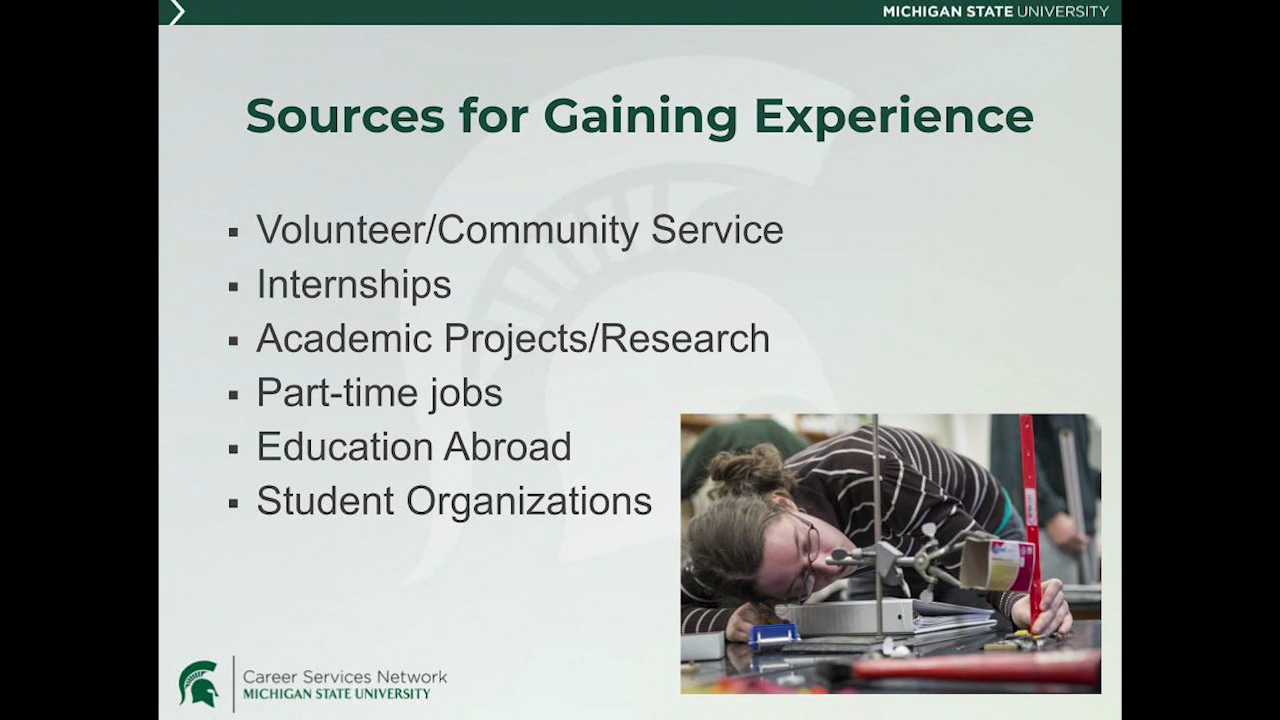 MICHIGAN STATE UNIVERSITY
Sources for Gaining Experience
▪ Volunteer/Community Service
▪ Internships
▪ Academic Projects/Research
▪ Part-time jobs
▪ Education Abroad
▪ Student Organizations
Career Services Network
MICHIGAN STATE UNIVERSITY